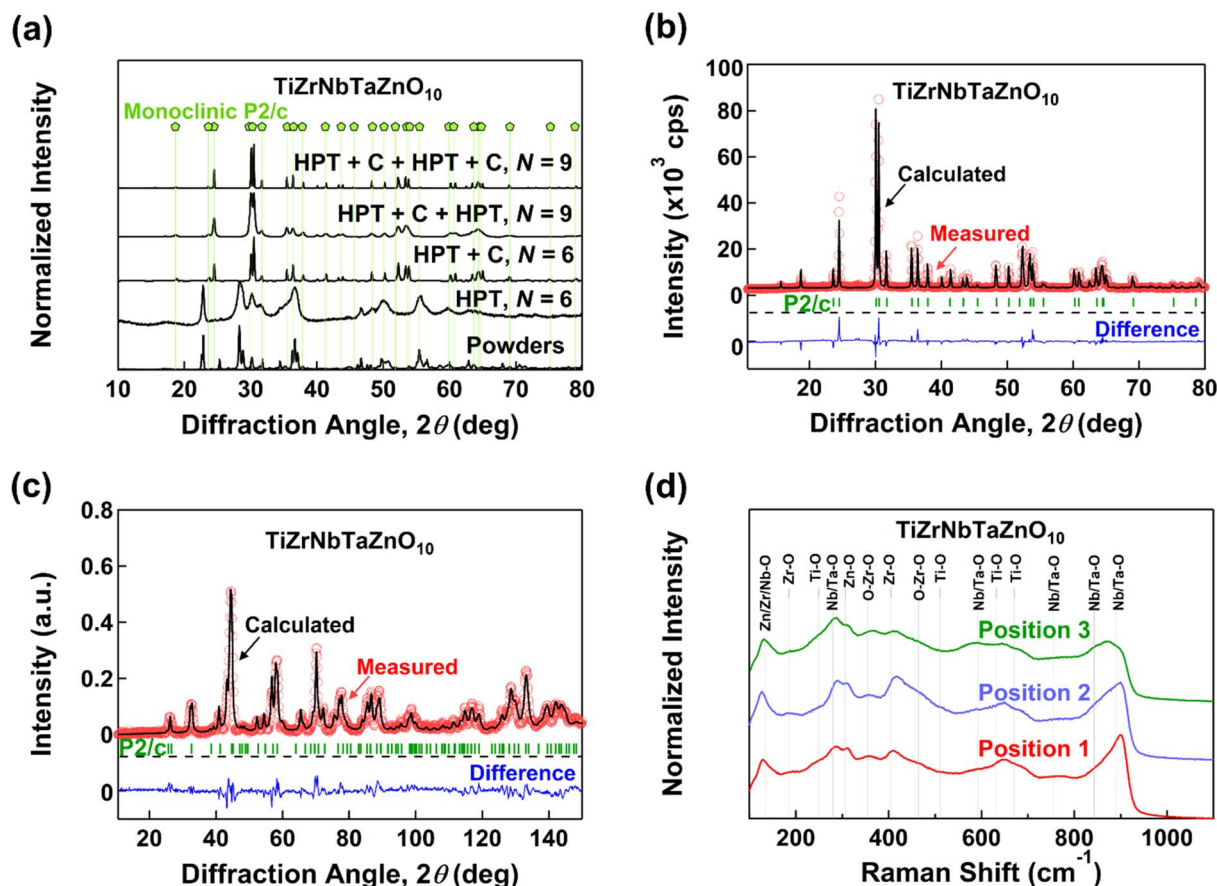 (a)
TiZrNbTaZnO10
Monoclinic P2/c
HPT + C + HPT + C, N = 9
HPT + C + HPT, N = 9
HPT + C, N = 6
HPT, N = 6
Powders
Normalized Intensity
10 20 30 40 50 60 70 80
Diffraction Angle, 2θ (deg)
(b)
TiZrNbTaZnO10
Calculated
Measured
P2/c
Difference
Intensity (x10^3 cps)
100
80
60
40
20
0
0
20 30 40 50 60 70 80
Diffraction Angle, 2θ (deg)
(c)
TiZrNbTaZnO10
Calculated
Measured
P2/c
Difference
Intensity (a.u.)
0.8
0.6
0.4
0.2
0
0
20 40 60 80 100 120 140
Diffraction Angle, 2θ (deg)
(d)
TiZrNbTaZnO10
Zn/Zr/Nb-O
Zr-O
Ti-O
Nb/Ta-O
Zn-O
O-Zr-O
Zr-O
O-Zr-O
Ti-O
Nb/Ta-O
Ti-O
Ti-O
Nb/Ta-O
Nb/Ta-O
Nb/Ta-O
Position 3
Position 2
Position 1
Normalized Intensity
200 400 600 800 1000
Raman Shift (cm-1)